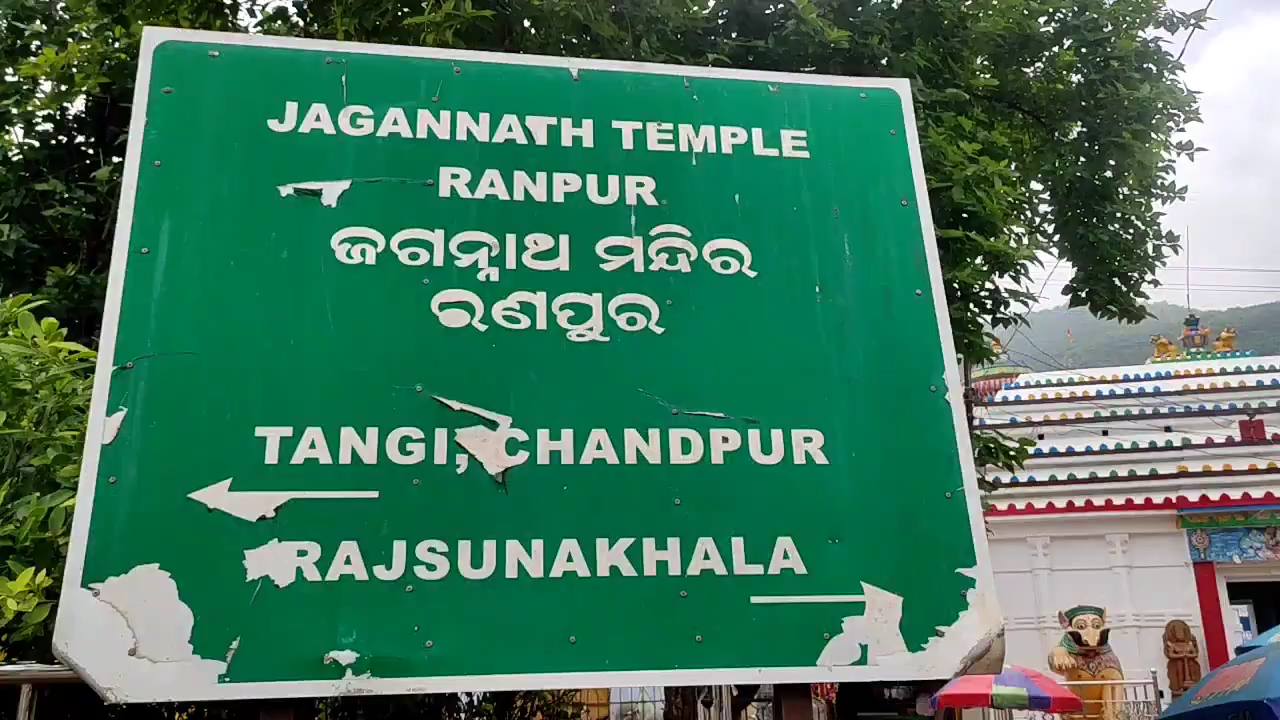 JAGANNATH TEMPLE
RANPUR
ଜଗନ୍ନାଥ ମନ୍ଦିର
ରଣପୁର
TANGI, CHANDPUR
RAJSUNAKHALA